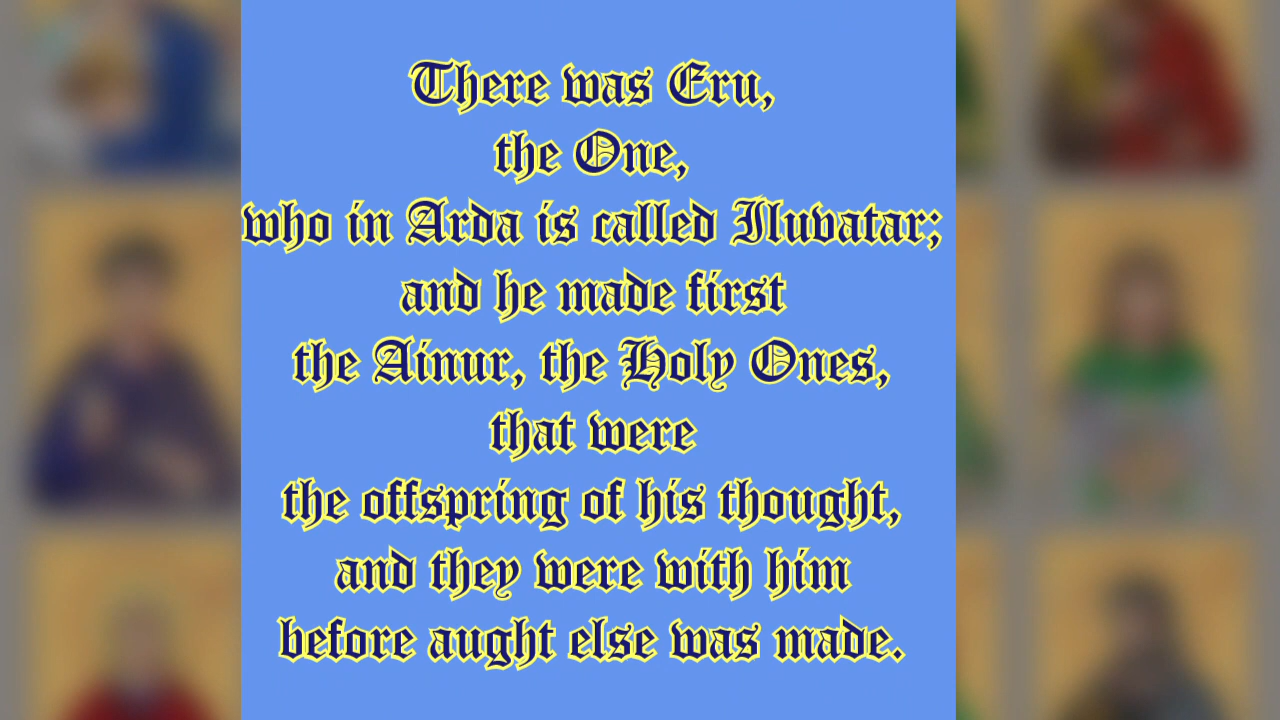 There was Eru,
the One,
who in Arda is called Iluvatar;
and he made first
the Ainur, the Holy Ones,
that were
the offspring of his thought,
and they were with him
before aught else was made.